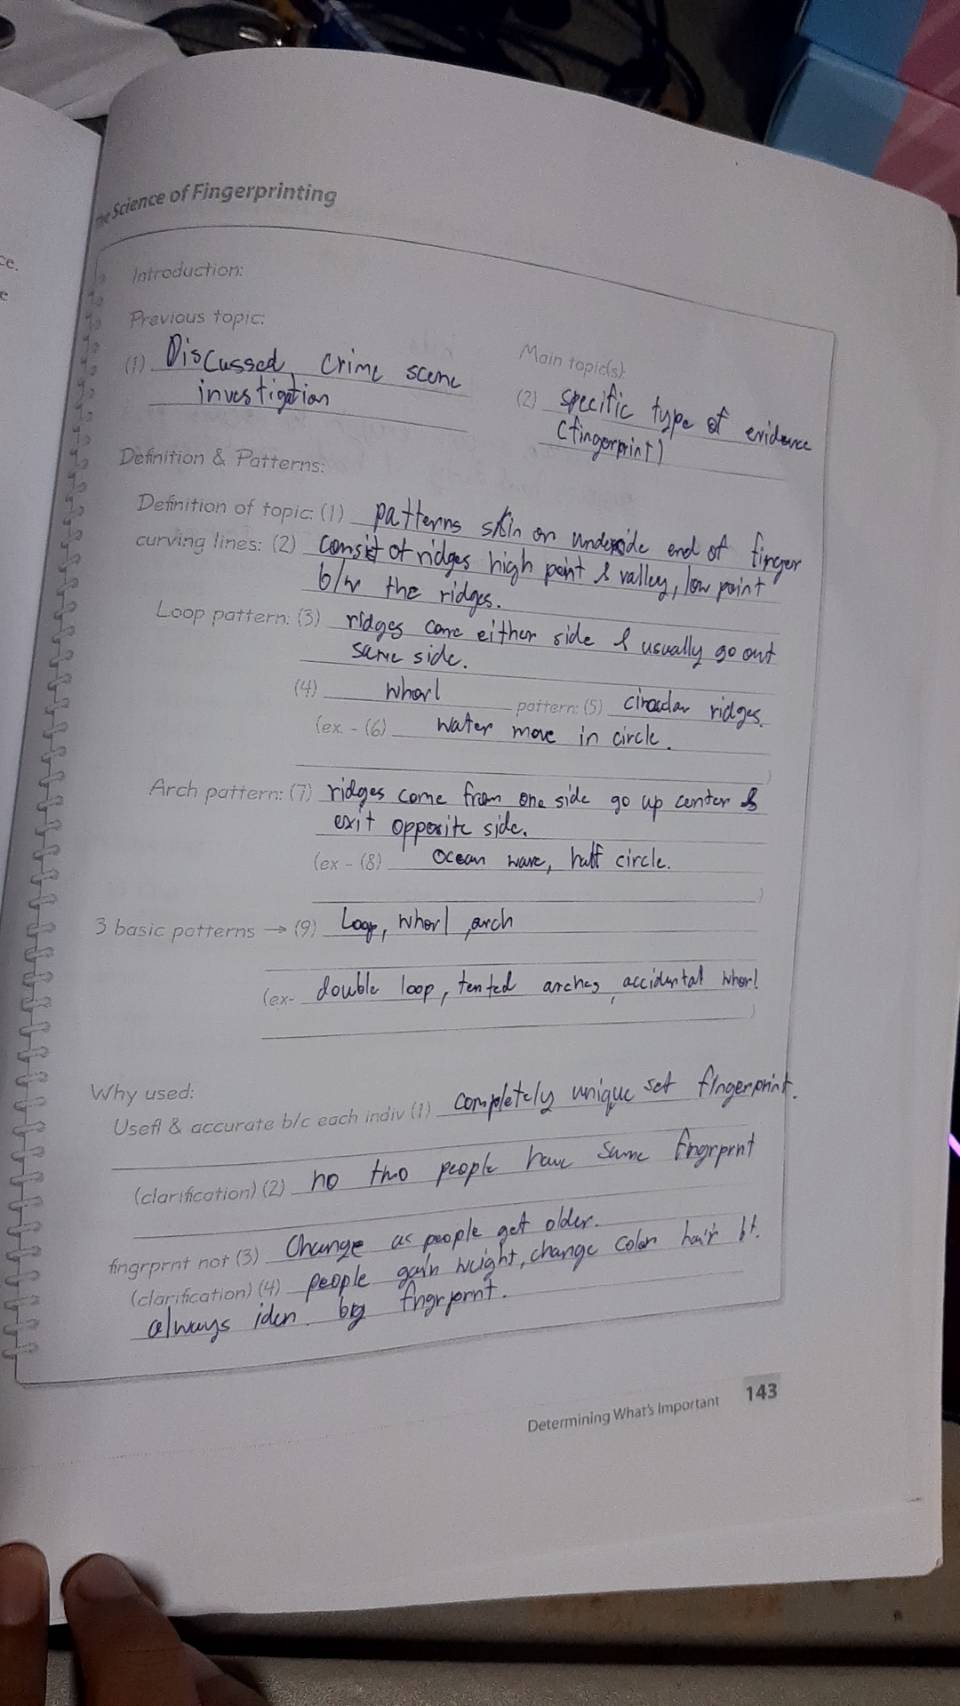 The Science of Fingerprinting
ce.
e
Introduction:
Previous topic:
(1) Discussed, crime scene
investigation
Main topic(s):
(2) specific type of evidence
(fingerprint)
Definition & Patterns:
Definition of topic: (1) patterns skin on underside end of finger
curving lines: (2) consist of ridges high point & valley, low point
b/w the ridges.
Loop pattern: (3) ridges come either side & usually go out
same side.
(4) whorl pattern: (5) circular ridges.
(ex. - (6) water move in circle.
)
Arch pattern: (7) ridges come from one side go up center &
exit opposite side.
(ex - (8) ocean wave, half circle.
)
3 basic patterns → (9) Loop, whorl, arch
(ex- double loop, tented arches, accidental whorl
)
Why used:
Usefl & accurate b/c each indiv (1) completely unique set fingerprint.
(clarification) (2) no two people have same fngrprnt
fingrprnt not (3) Change as people get older.
(clarification) (4) people gain weight, change color hair bt.
always iden. by fngrprnt.
Determining What's Important 143